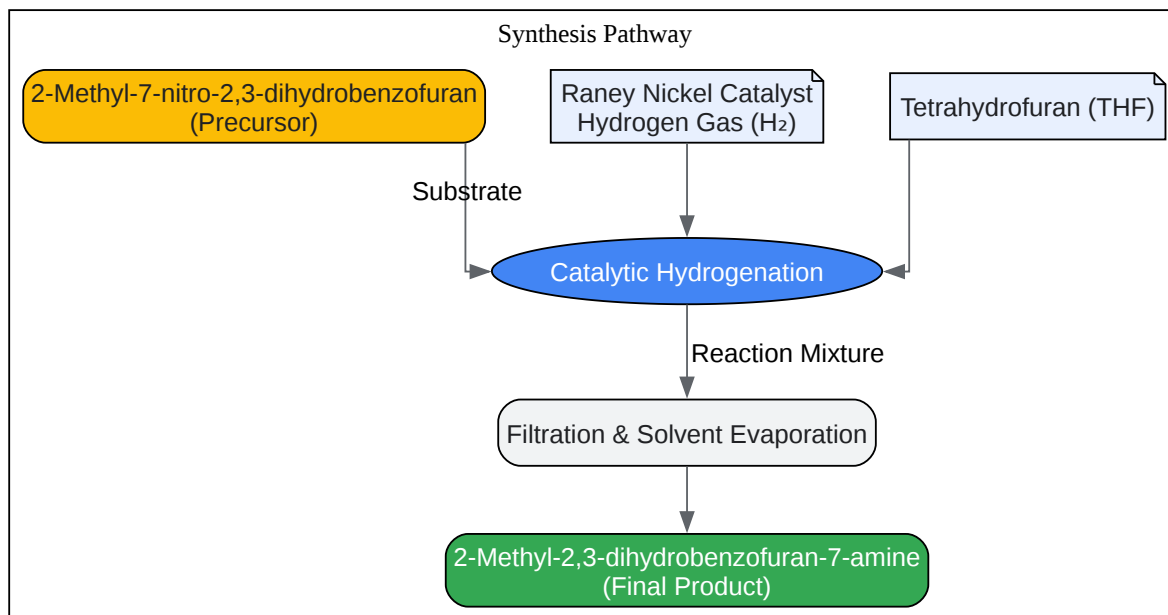 Synthesis Pathway
2-Methyl-7-nitro-2,3-dihydrobenzofuran
(Precursor)
Raney Nickel Catalyst
Hydrogen Gas (H₂)
Tetrahydrofuran (THF)
Substrate
Catalytic Hydrogenation
Reaction Mixture
Filtration & Solvent Evaporation
2-Methyl-2,3-dihydrobenzofuran-7-amine
(Final Product)